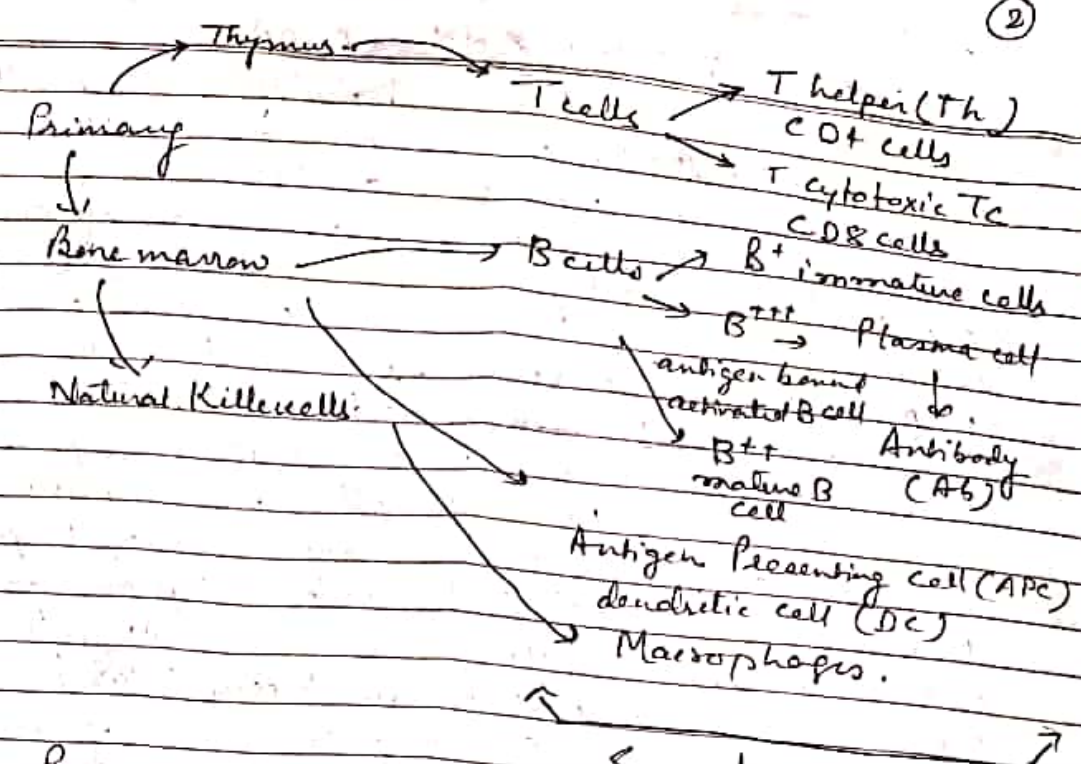 2
Thymus
T cells
T helper (Th)
CD4 cells
Primary
T cytotoxic Tc
CD8 cells
Bone marrow
B cells
B+ immature cells
B+++ → Plasma cell
antigen bound
activated B cell
Natural Killer cells.
B++
mature B
cell
Antibody
(Ab)
Antigen Presenting cell (APC)
dendritic cell (DC)
Macrophages.